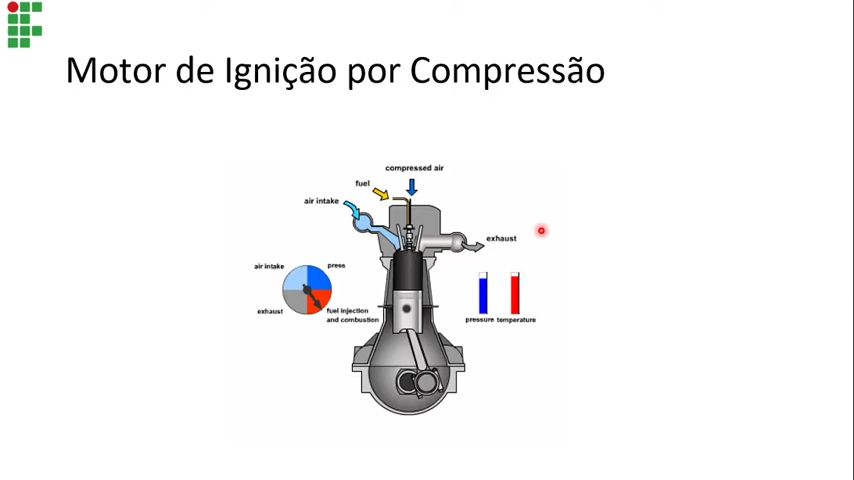 Motor de Ignição por Compressão
compressed air
fuel
air intake
exhaust
air intake
press
exhaust
fuel injection
and combustion
pressure
temperature